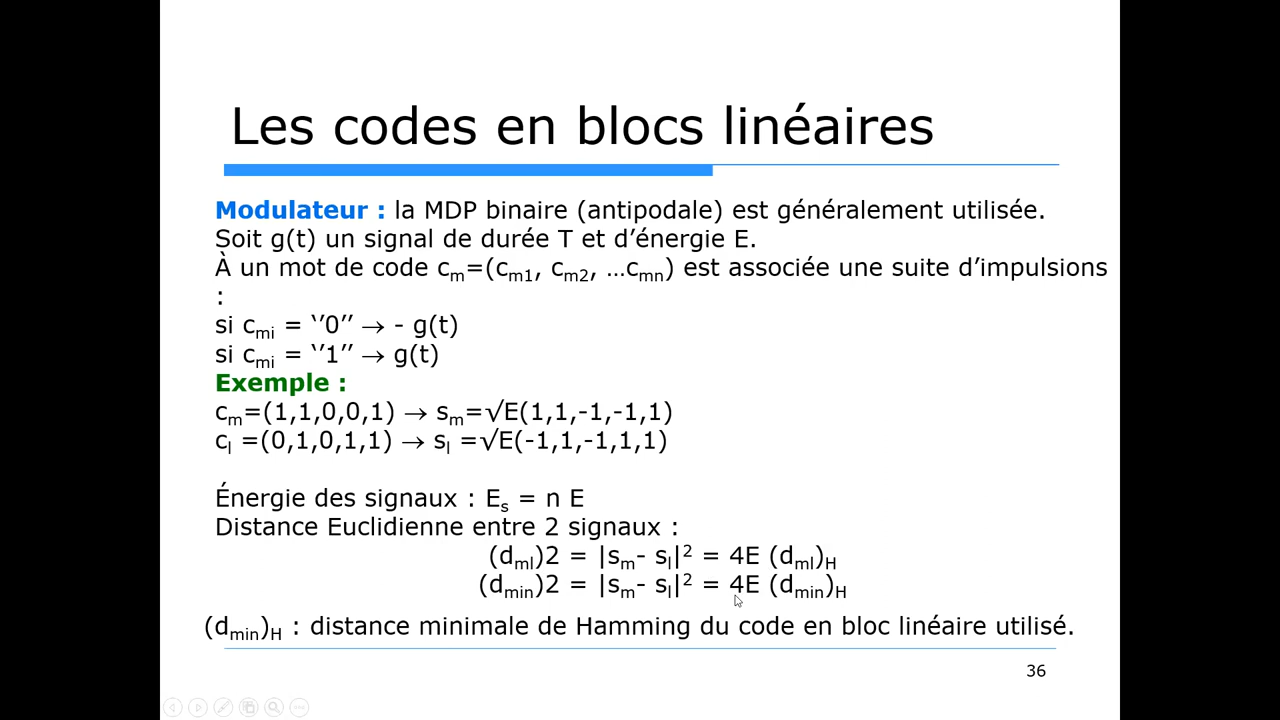 Les codes en blocs linéaires
Modulateur : la MDP binaire (antipodale) est généralement utilisée.
Soit g(t) un signal de durée T et d’énergie E.
À un mot de code cm=(cm1, cm2, …cmn) est associée une suite d’impulsions
:
si cmi = ‘’0’’ → - g(t)
si cmi = ‘’1’’ → g(t)
Exemple :
cm=(1,1,0,0,1) → sm=√E(1,1,-1,-1,1)
cl =(0,1,0,1,1) → sl =√E(-1,1,-1,1,1)
Énergie des signaux : Es = n E
Distance Euclidienne entre 2 signaux :
(dml)2 = |sm- sl|² = 4E (dml)H
(dmin)2 = |sm- sl|² = 4E (dmin)H
(dmin)H : distance minimale de Hamming du code en bloc linéaire utilisé.
36